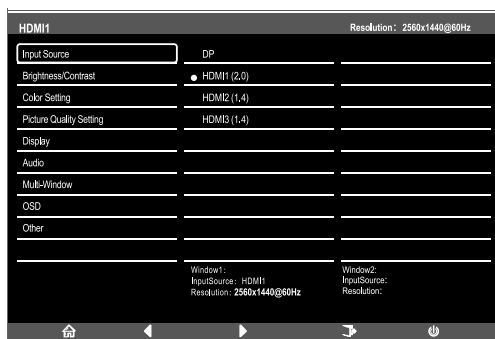 HDMI1 Resolution: 2560x1440@60Hz
Input Source DP
Brightness/Contrast HDMI1 (2.0)
Color Setting HDMI2 (1.4)
Picture Quality Setting HDMI3 (1.4)
Display
Audio
Multi-Window
OSD
Other
Window1: Window2:
InputSource: HDMI1 InputSource:
Resolution: 2560x1440@60Hz Resolution: